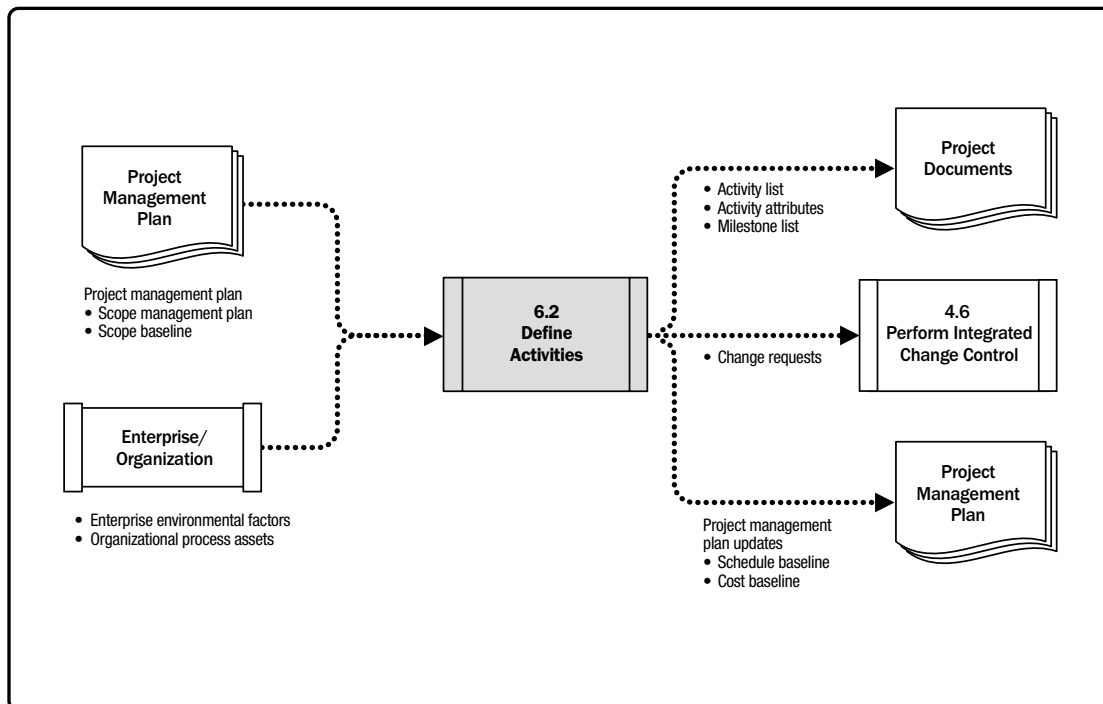 Project
Management
Plan
Project management plan
• Scope management plan
• Scope baseline
Enterprise/
Organization
• Enterprise environmental factors
• Organizational process assets
6.2
Define
Activities
• Activity list
• Activity attributes
• Milestone list
Project
Documents
• Change requests
4.6
Perform Integrated
Change Control
Project management
plan updates
• Schedule baseline
• Cost baseline
Project
Management
Plan